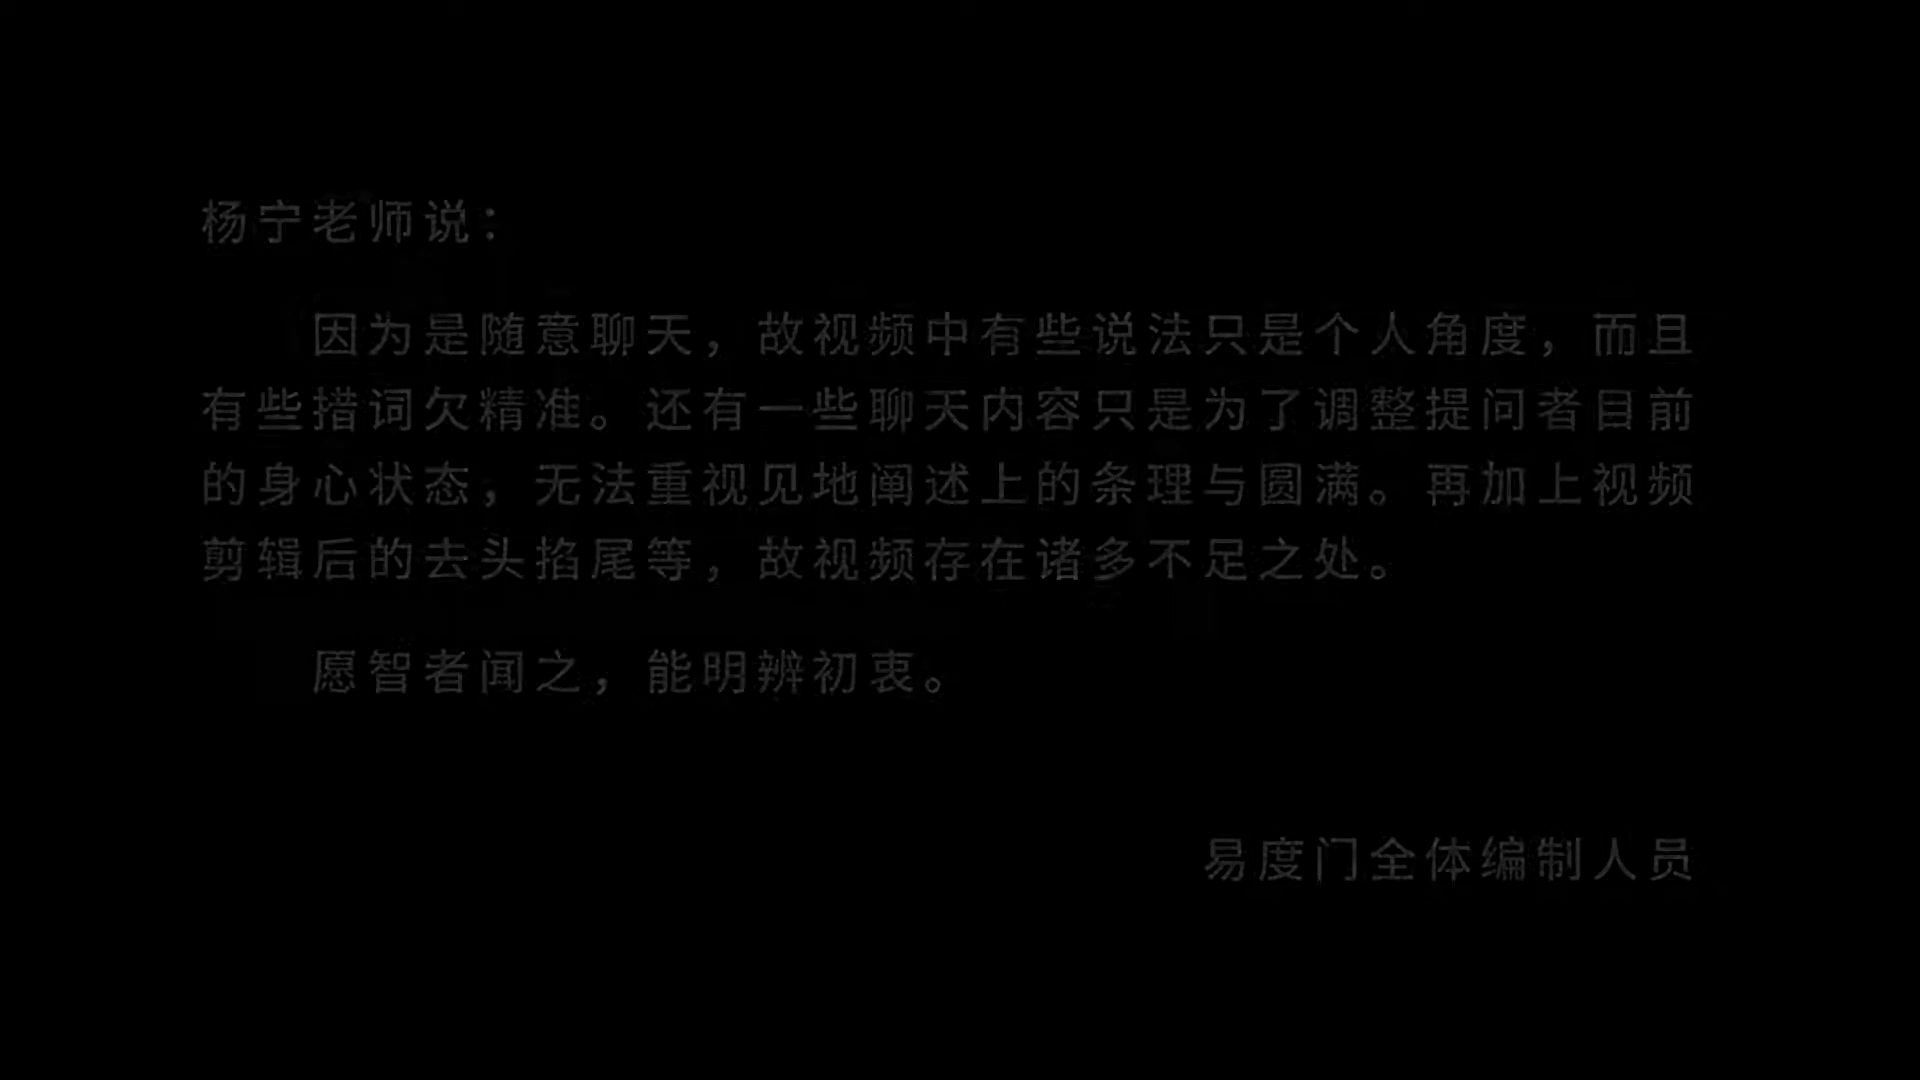 杨宁老师说：
因为是随意聊天，故视频中有些说法只是个人角度，而且
有些措词欠精准。还有一些聊天内容只是为了调整提问者目前
的身心状态，无法重视见地阐述上的条理与圆满。再加上视频
剪辑后的去头掐尾等，故视频存在诸多不足之处。
愿智者闻之，能明辨初衷。
易度门全体编制人员